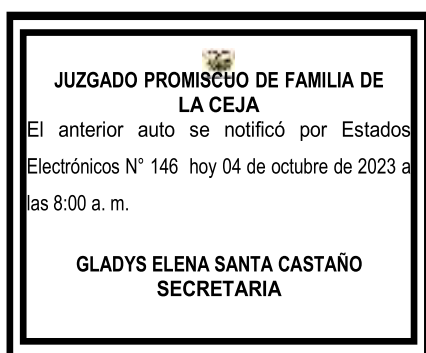 JUZGADO PROMISCUO DE FAMILIA DE
LA CEJA
El anterior auto se notificó por Estados
Electrónicos N° 146 hoy 04 de octubre de 2023 a
las 8:00 a. m.
GLADYS ELENA SANTA CASTAÑO
SECRETARIA